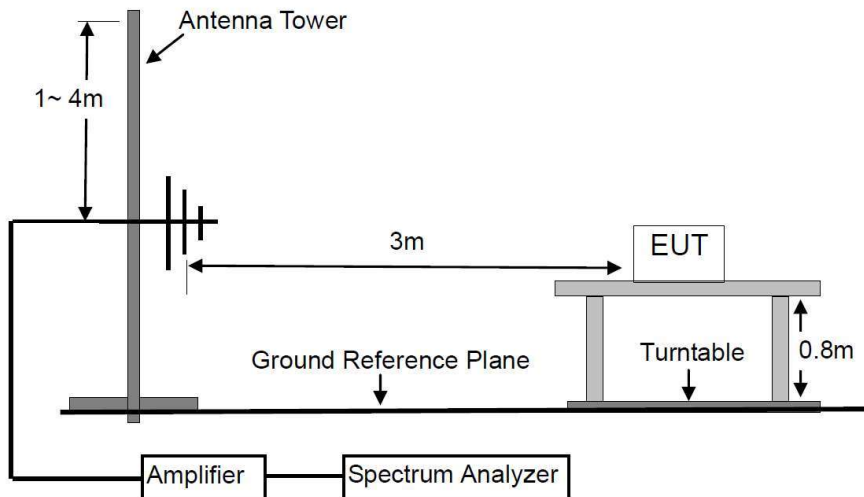 Antenna Tower
1~ 4m
3m
EUT
Ground Reference Plane
Turntable
0.8m
Amplifier
Spectrum Analyzer